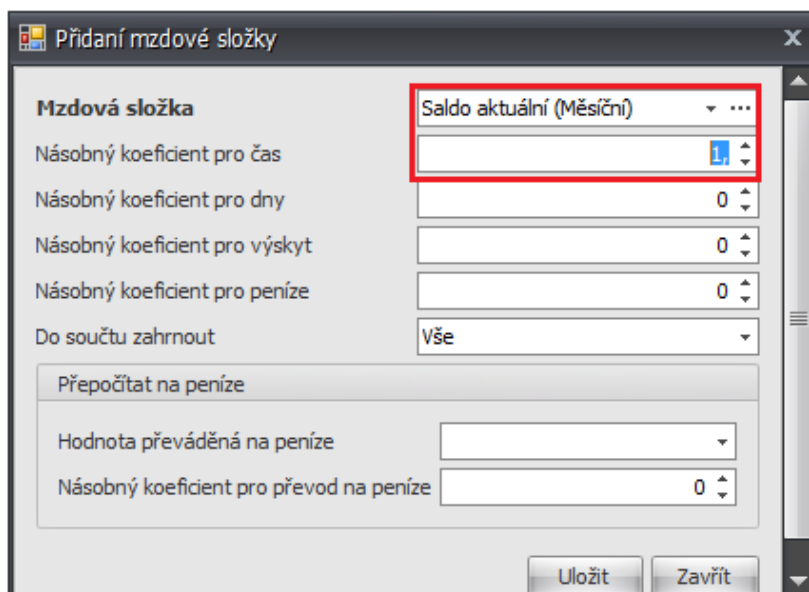 Přidaní mzdové složky
Mzdová složka Saldo aktuální (Měsíční)
Násobný koeficient pro čas 1,
Násobný koeficient pro dny 0
Násobný koeficient pro výskyt 0
Násobný koeficient pro peníze 0
Do součtu zahrnout Vše
Přepočítat na peníze
Hodnota převáděná na peníze
Násobný koeficient pro převod na peníze 0
Uložit Zavřít